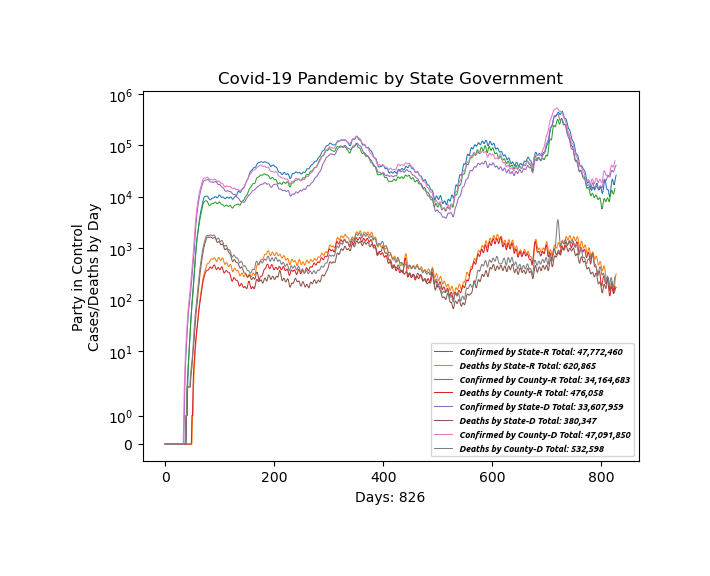 Covid-19 Pandemic by State Government
Party in Control
Cases/Deaths by Day
10^6
10^5
10^4
10^3
10^2
10^1
10^0
0
Confirmed by State-R Total: 47,772,460
Deaths by State-R Total: 620,865
Confirmed by County-R Total: 34,164,683
Deaths by County-R Total: 476,058
Confirmed by State-D Total: 33,607,959
Deaths by State-D Total: 380,347
Confirmed by County-D Total: 47,091,850
Deaths by County-D Total: 532,598
0 200 400 600 800
Days: 826